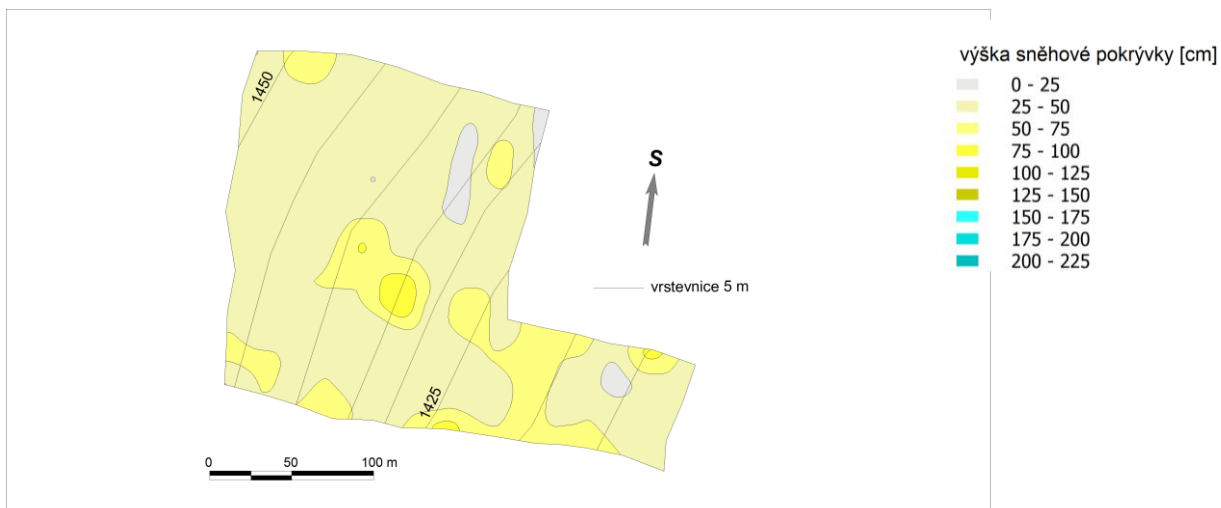 výška sněhové pokrývky [cm]
0 - 25
25 - 50
50 - 75
75 - 100
100 - 125
125 - 150
150 - 175
175 - 200
200 - 225
1450
S
vrstevnice 5 m
1425
0 50 100 m